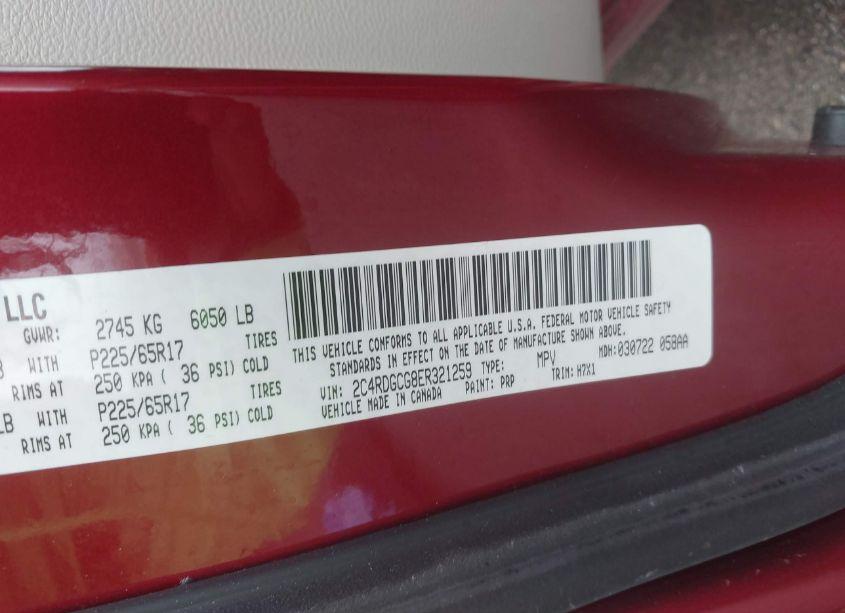 LLC
GVWR: 2745 KG 6050 LB
WITH P225/65R17 TIRES
RIMS AT 250 KPA ( 36 PSI) COLD
LB WITH P225/65R17 TIRES
RIMS AT 250 KPA ( 36 PSI) COLD
THIS VEHICLE CONFORMS TO ALL APPLICABLE U.S.A. FEDERAL MOTOR VEHICLE SAFETY
STANDARDS IN EFFECT ON THE DATE OF MANUFACTURE SHOWN ABOVE.
VIN: 2C4RDGCG8ER321259 TYPE: MPV MDH: 030722 058AA
VEHICLE MADE IN CANADA PAINT: PRP TRIM: H7X1